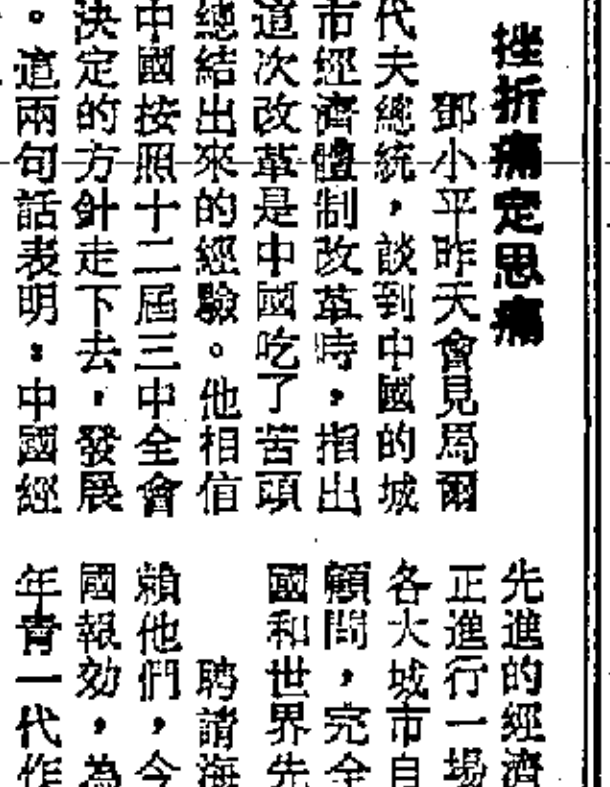 挫折痛定思痛
鄧小平昨天會見馬爾
代夫總統，談到中國的城
市經濟體制改革時，指出
這次改革是中國吃了苦頭
總結出來的經驗。他相信
中國按照十二屆三中全會
決定的方針走下去，發展
。這兩句話表明：中國經
先進的經濟
正進行一場
各大城市自
顧問，完全
國和世界先
聘請海
賴他們，今
國報効，為
年青一代作